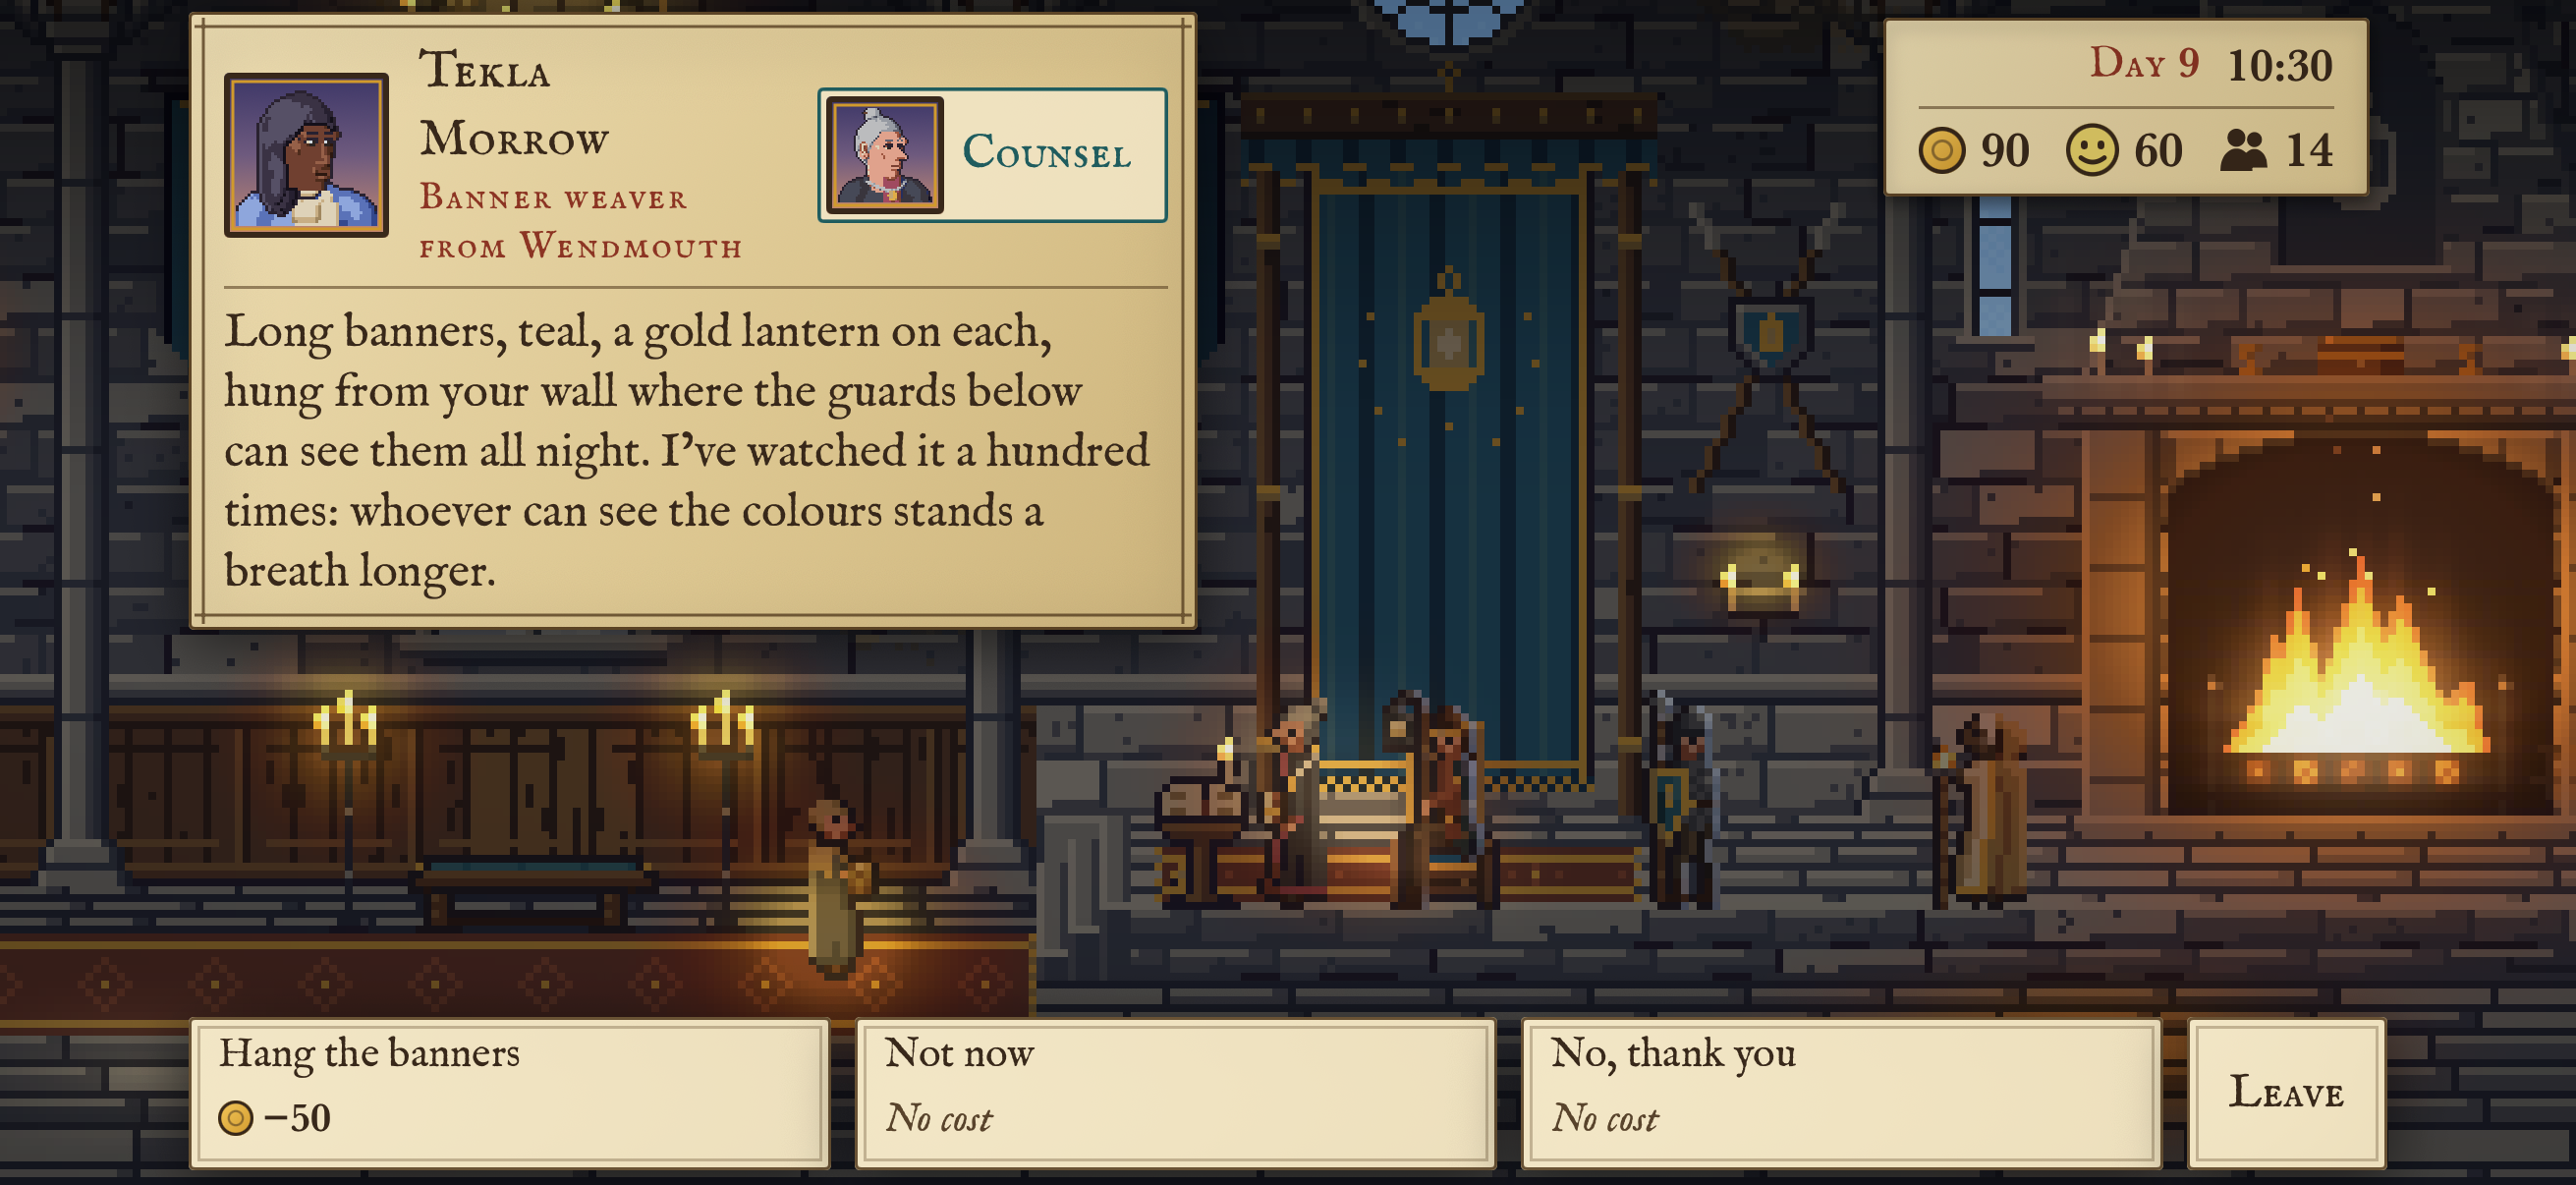 Tekla
Morrow
Banner weaver
from Wendmouth
Counsel
Long banners, teal, a gold lantern on each,
hung from your wall where the guards below
can see them all night. I’ve watched it a hundred
times: whoever can see the colours stands a
breath longer.
Day 9 10:30
90 60 14
Hang the banners
−50
Not now
No cost
No, thank you
No cost
Leave